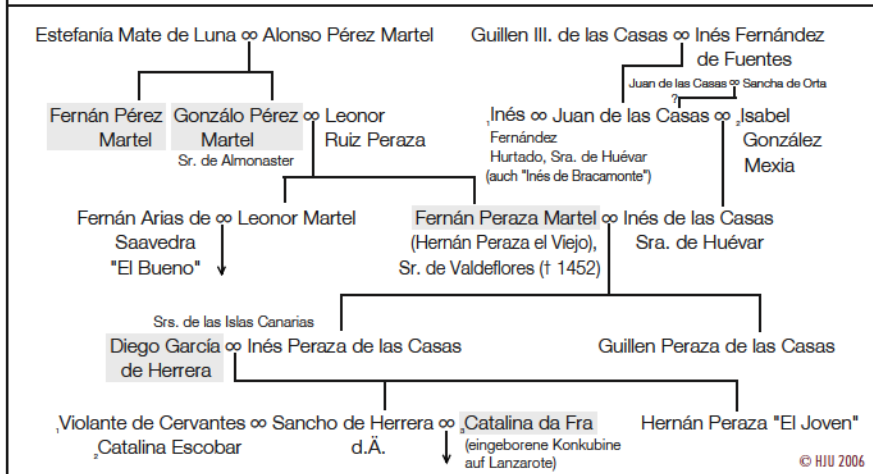 Estefanía Mate de Luna ∞ Alonso Pérez Martel
Guillen III. de las Casas ∞ Inés Fernández
de Fuentes
Juan de las Casas ∞ Sancha de Orta
?
Fernán Pérez
Martel
Gonzálo Pérez ∞ Leonor
Martel
Ruiz Peraza
Sr. de Almonaster
1Inés ∞ Juan de las Casas ∞ 2Isabel
Fernández
Hurtado, Sra. de Huévar
(auch "Inés de Bracamonte")
González
Mexia
Fernán Arias de ∞ Leonor Martel
Saavedra
"El Bueno"
Fernán Peraza Martel ∞ Inés de las Casas
(Hernán Peraza el Viejo),
Sra. de Huévar
Sr. de Valdeflores († 1452)
Srs. de las Islas Canarias
Diego García ∞ Inés Peraza de las Casas
de Herrera
Guillen Peraza de las Casas
1Violante de Cervantes ∞ Sancho de Herrera ∞ 3Catalina da Fra
2Catalina Escobar
d.Ä.
(eingeborene Konkubine
auf Lanzarote)
Hernán Peraza "El Joven"
© HJU 2006